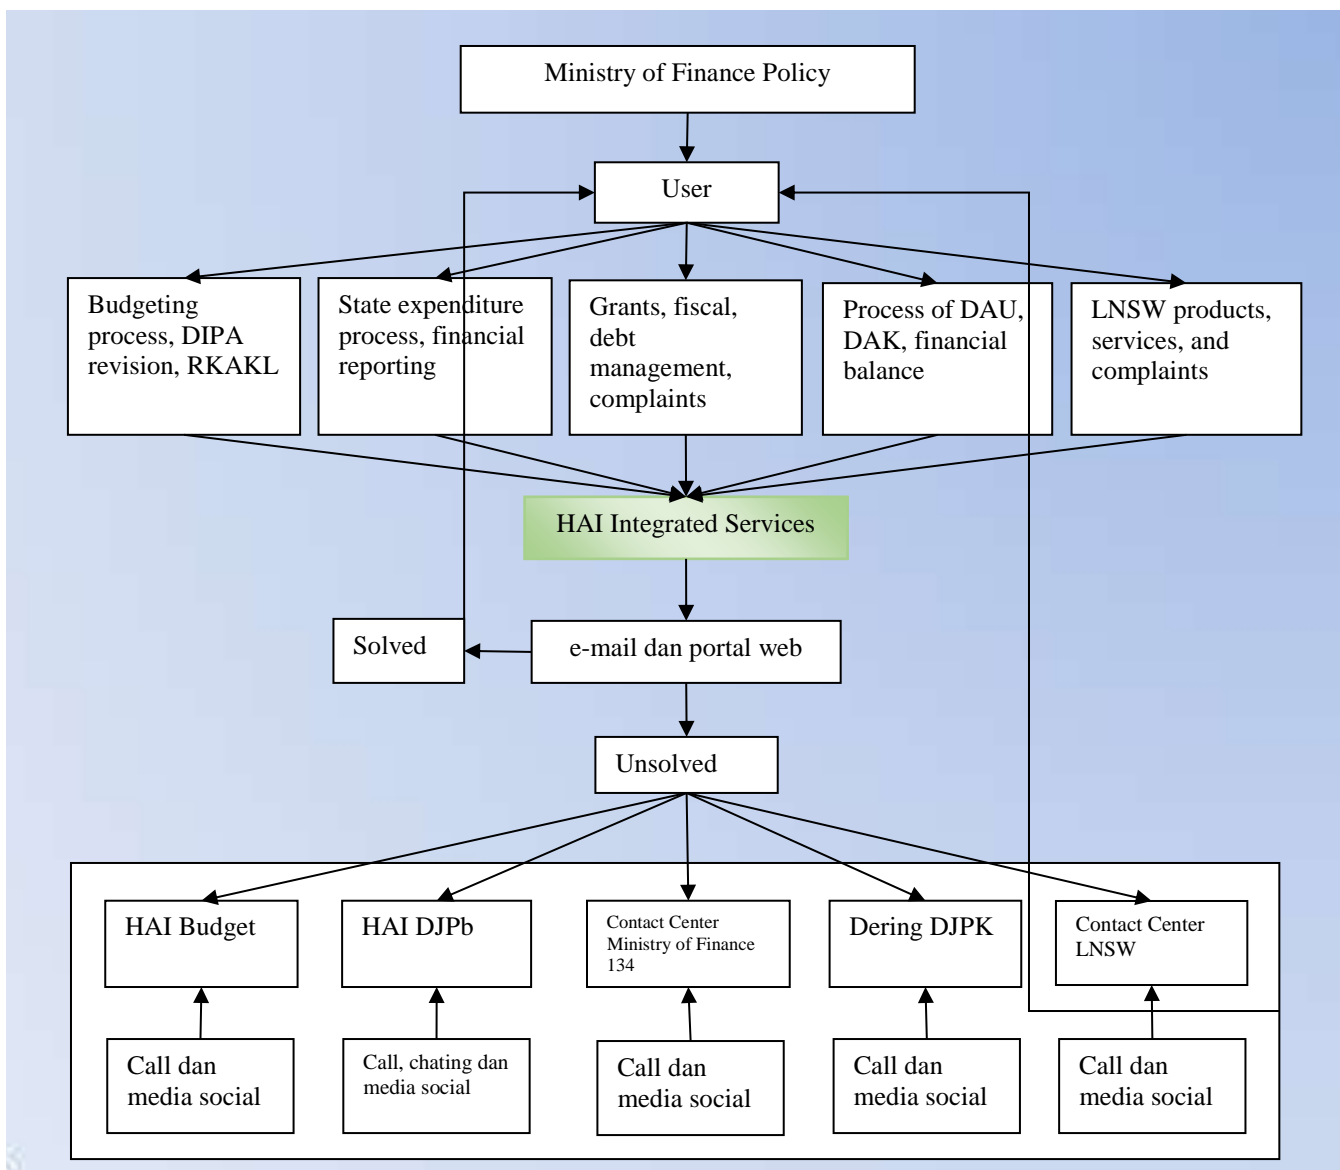 Ministry of Finance Policy
User
Budgeting
process, DIPA
revision, RKAKL
State expenditure
process, financial
reporting
Grants, fiscal,
debt
management,
complaints
Process of DAU,
DAK, financial
balance
LNSW products,
services, and
complaints
HAI Integrated Services
Solved
e-mail dan portal web
Unsolved
HAI Budget
HAI DJPb
Contact Center
Ministry of Finance
134
Dering DJPK
Contact Center
LNSW
Call dan
media social
Call, chating dan
media social
Call dan
media social
Call dan
media social
Call dan
media social